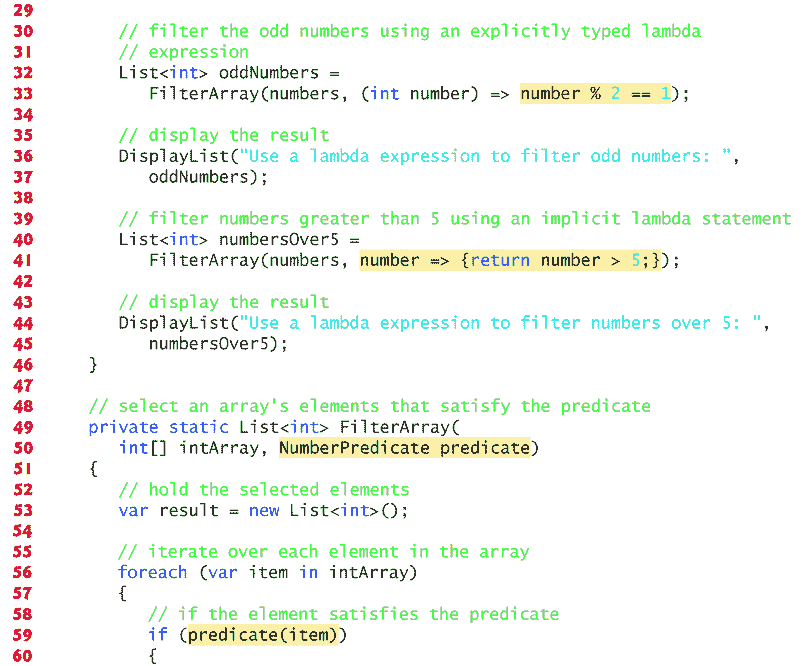 29
30 // filter the odd numbers using an explicitly typed lambda
31 // expression
32 List<int> oddNumbers =
33 FilterArray(numbers, (int number) => number % 2 == 1);
34
35 // display the result
36 DisplayList("Use a lambda expression to filter odd numbers: ”,
37 oddNumbers);
38
39 // filter numbers greater than 5 using an implicit lambda statement
40 List<int> numbersOver5 =
41 FilterArray(numbers, number => {return number > 5;});
42
43 // display the result
44 DisplayList("Use a lambda expression to filter numbers over 5: ",
45 numbersOver5);
46 }
47
48 // select an array's elements that satisfy the predicate
49 private static List<int> FilterArray(
50 int[] intArray, NumberPredicate predicate)
51 {
52 // hold the selected elements
53 var result = new List<int>();
54
55 // iterate over each element in the array
56 foreach (var item in intArray)
57 {
58 // if the element satisfies the predicate
59 if (predicate(item))
60 {